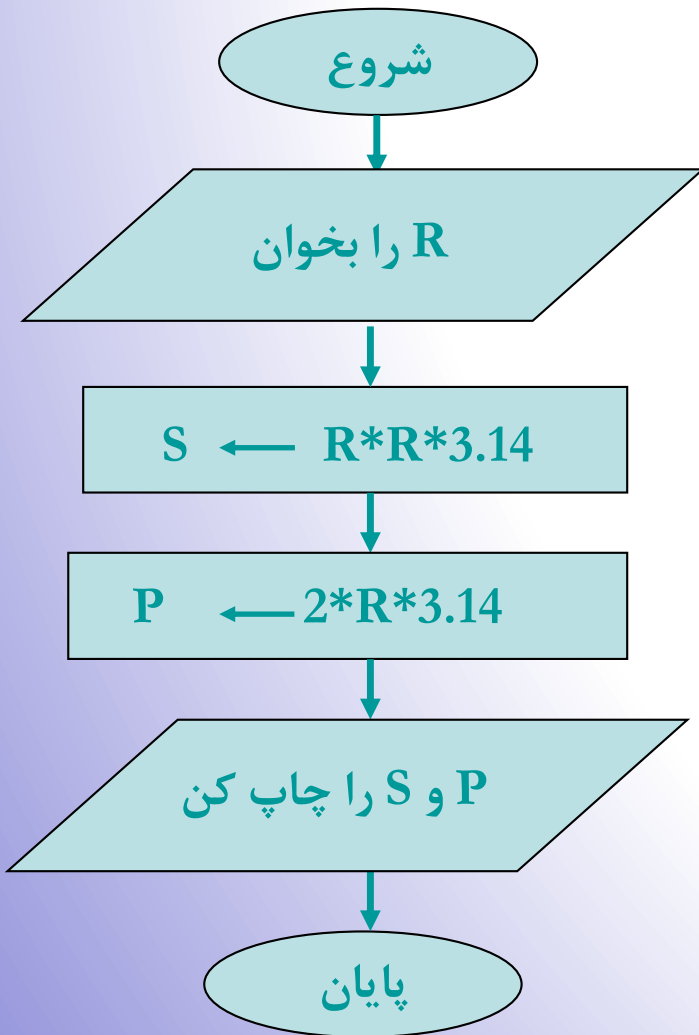 شروع
R را بخوان
S ← R*R*3.14
P ← 2*R*3.14
P و S را چاپ کن
پایان